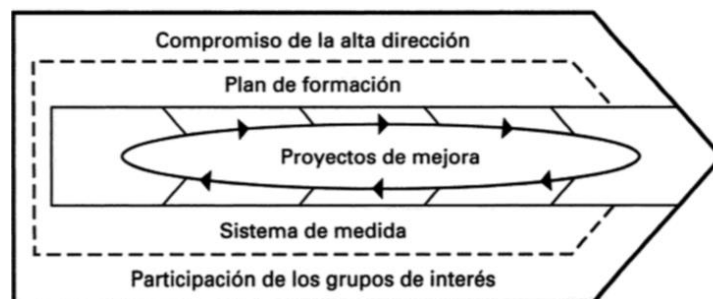 Compromiso de la alta dirección
Plan de formación
Proyectos de mejora
Sistema de medida
Participación de los grupos de interés